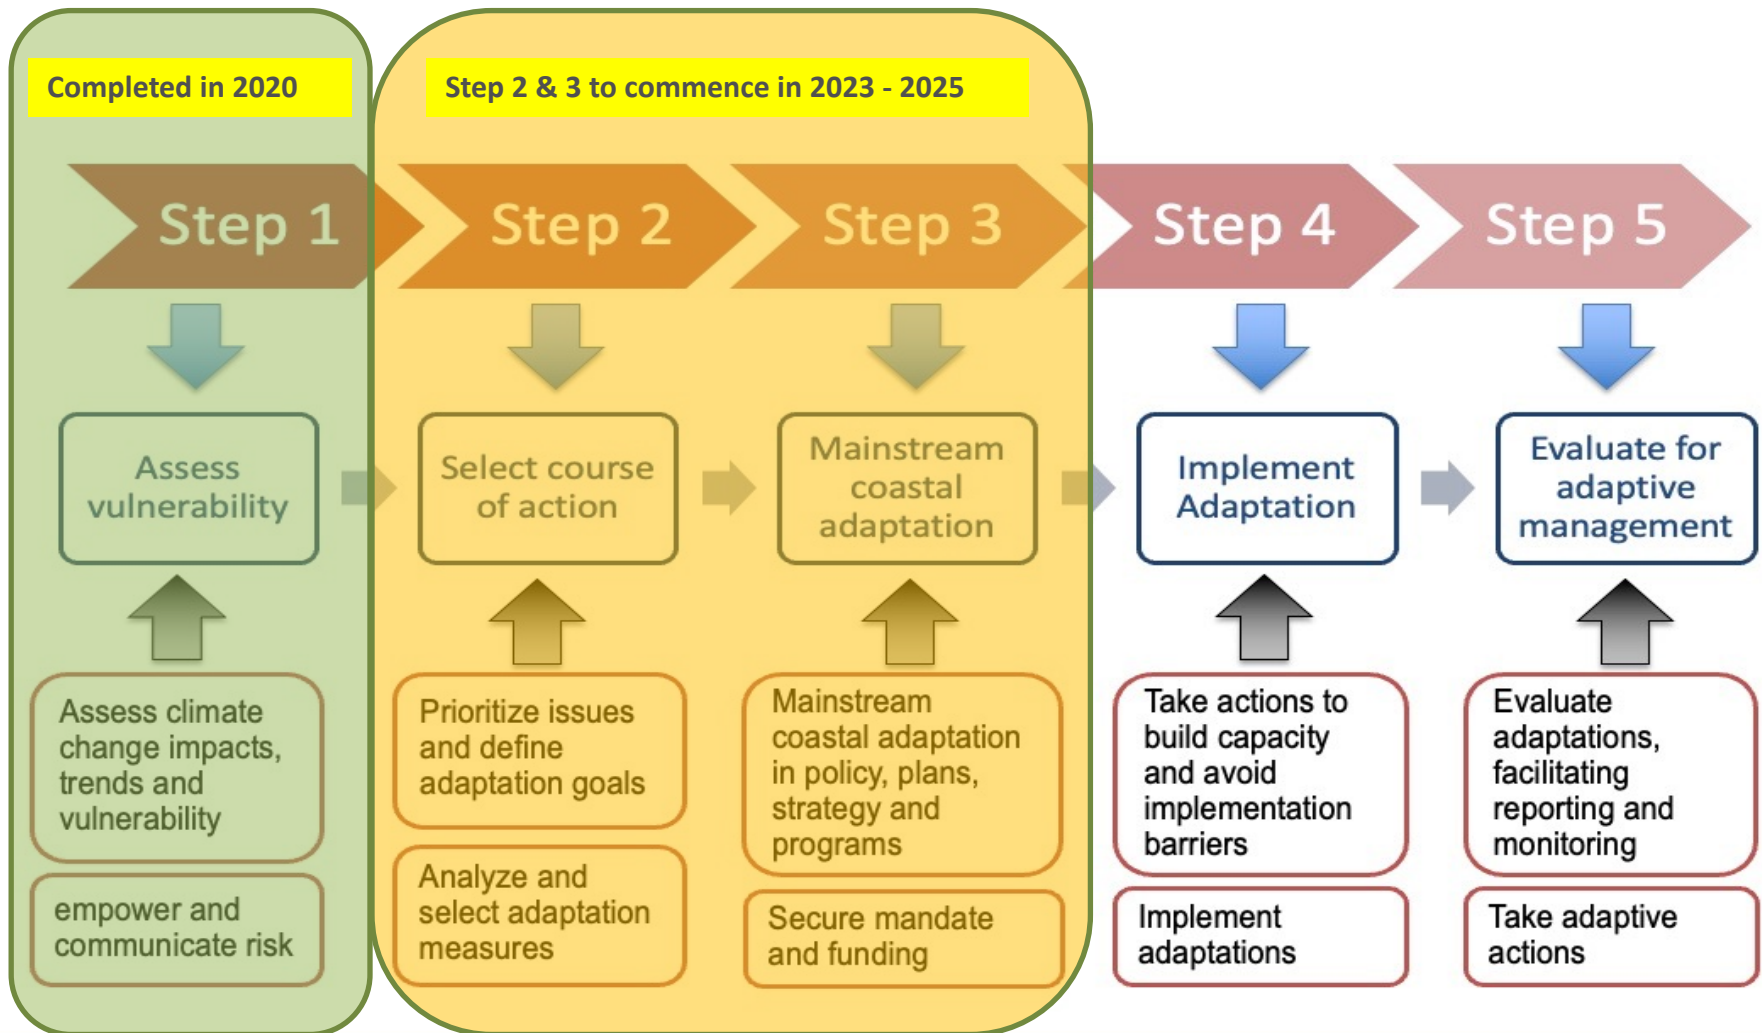 Completed in 2020
Step 2 & 3 to commence in 2023 - 2025
Step 1
Step 2
Step 3
Step 4
Step 5
Assess
vulnerability
Select course
of action
Mainstream
coastal
adaptation
Implement
Adaptation
Evaluate for
adaptive
management
Assess climate
change impacts,
trends and
vulnerability
empower and
communicate risk
Prioritize issues
and define
adaptation goals
Analyze and
select adaptation
measures
Mainstream
coastal adaptation
in policy, plans,
strategy and
programs
Secure mandate
and funding
Take actions to
build capacity
and avoid
implementation
barriers
Implement
adaptations
Evaluate
adaptations,
facilitating
reporting and
monitoring
Take adaptive
actions